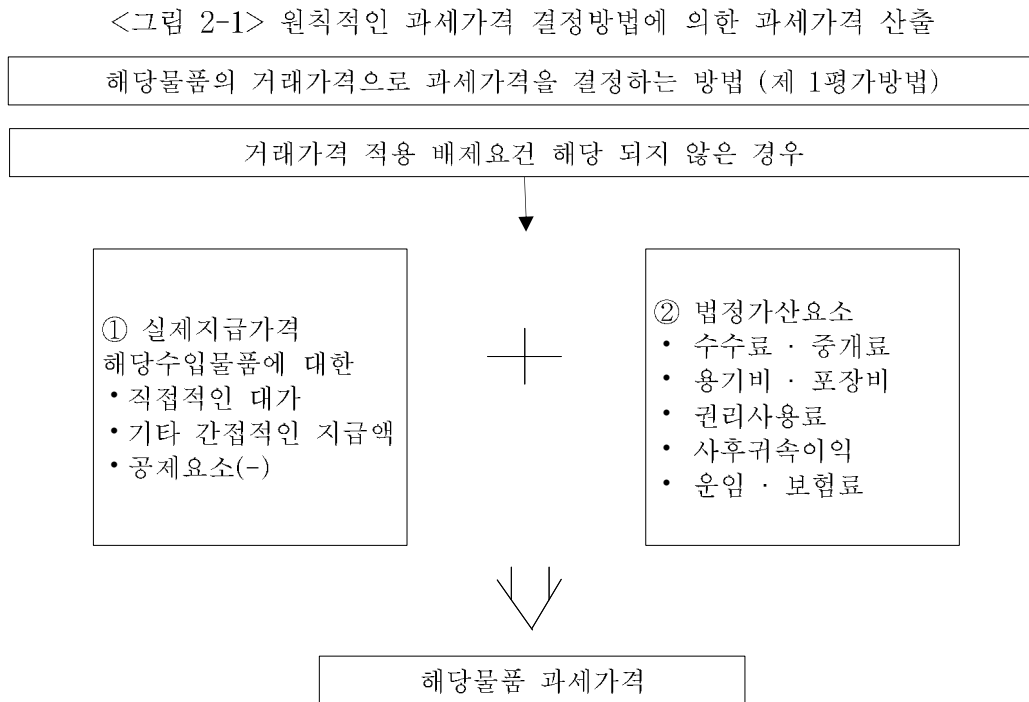 <그림 2-1> 원칙적인 과세가격 결정방법에 의한 과세가격 산출
해당물품의 거래가격으로 과세가격을 결정하는 방법 (제 1평가방법)
거래가격 적용 배제요건 해당 되지 않은 경우
① 실제지급가격
해당수입물품에 대한
• 직접적인 대가
• 기타 간접적인 지급액
• 공제요소(-)
② 법정가산요소
• 수수료 · 중개료
• 용기비 · 포장비
• 권리사용료
• 사후귀속이익
• 운임 · 보험료
해당물품 과세가격